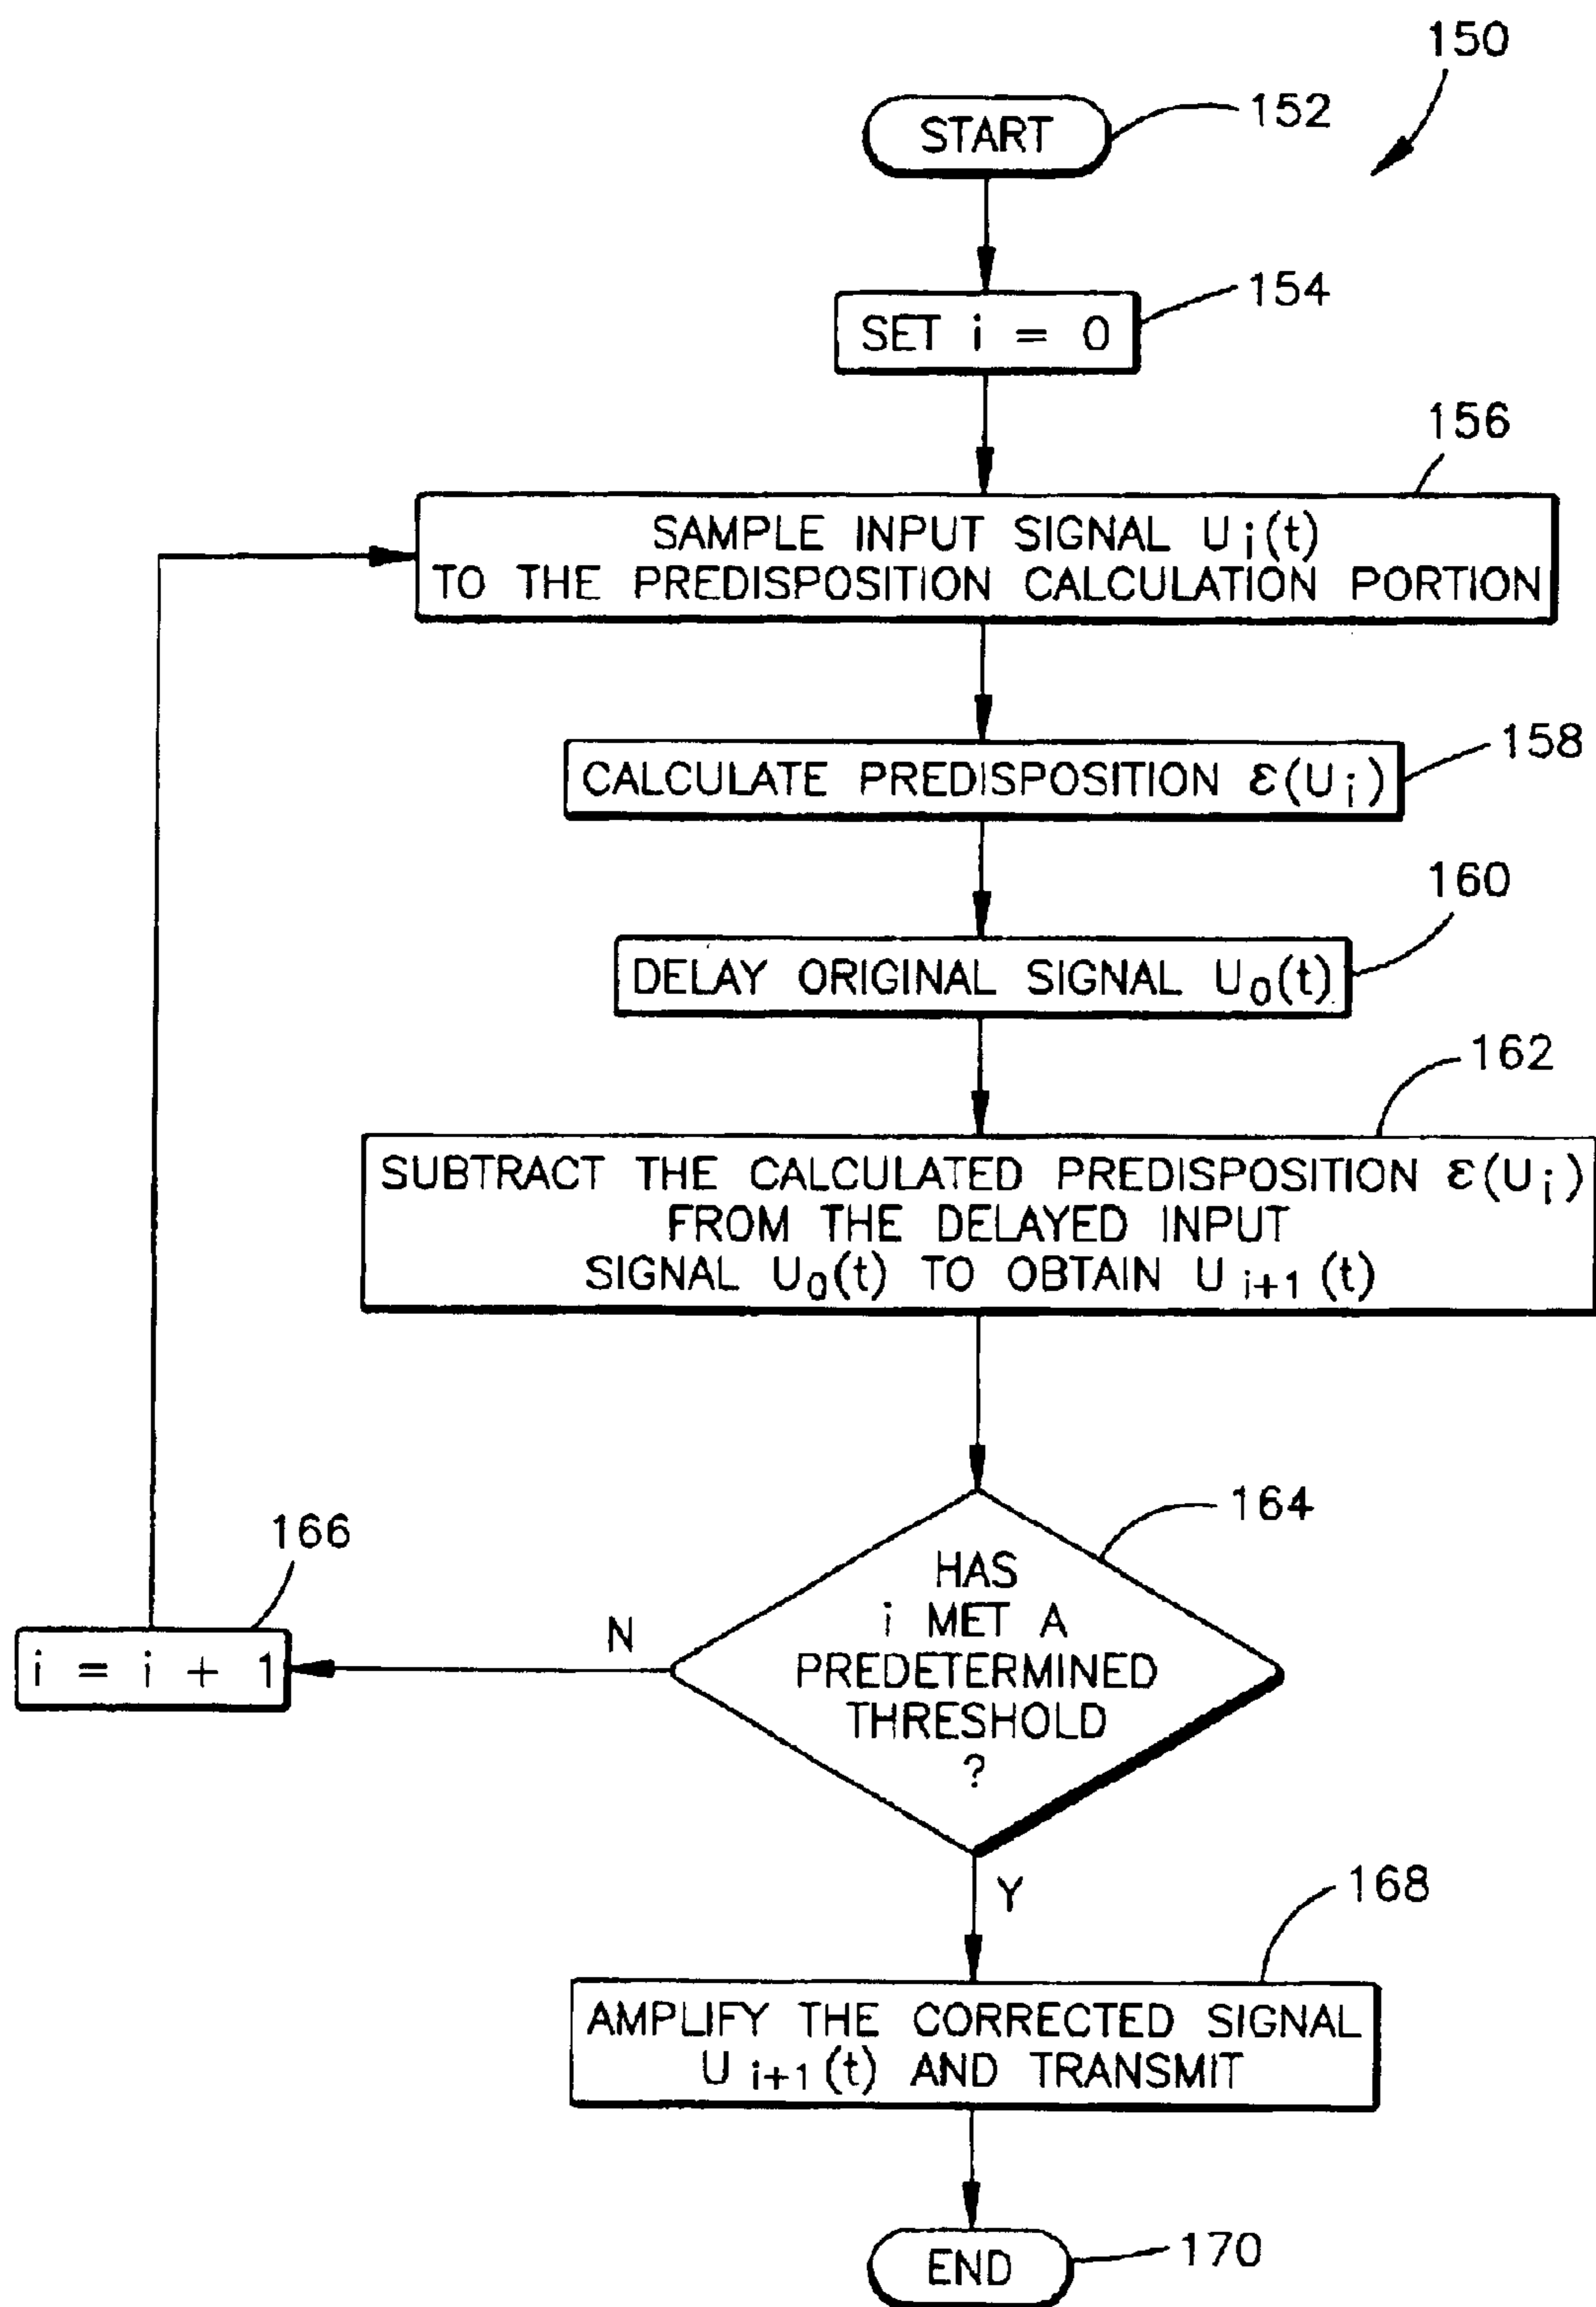 150
START
152
SET i = 0
154
156
SAMPLE INPUT SIGNAL U i(t)
TO THE PREDISPOSITION CALCULATION PORTION
CALCULATE PREDISPOSITION ε(U i)
158
160
DELAY ORIGINAL SIGNAL U0(t)
162
SUBTRACT THE CALCULATED PREDISPOSITION ε(U i)
FROM THE DELAYED INPUT
SIGNAL U0(t) TO OBTAIN U i+1 (t)
164
HAS
i MET A
PREDETERMINED
THRESHOLD
?
N
166
i = i + 1
Y
168
AMPLIFY THE CORRECTED SIGNAL
U i+1 (t) AND TRANSMIT
END
170